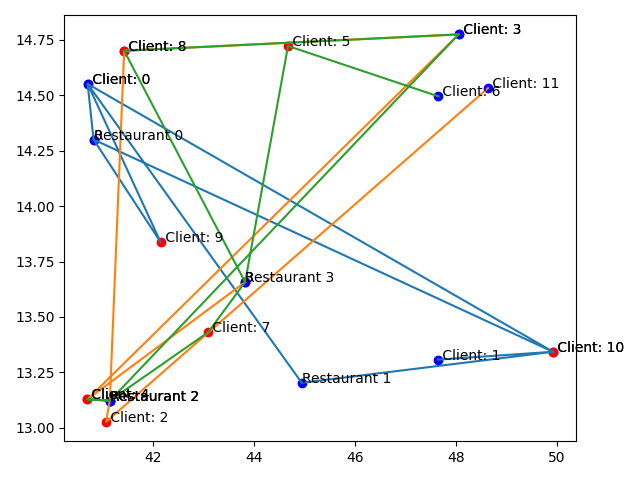 14.75
14.50
14.25
14.00
13.75
13.50
13.25
13.00
Client: 8
Client: 5
Client: 3
Client: 0
Client: 6
Client: 11
Restaurant 0
Client: 9
Restaurant 3
Client: 7
Client: 1
Client: 10
Restaurant 1
Client: 4
Restaurant 2
Client: 2
42
44
46
48
50